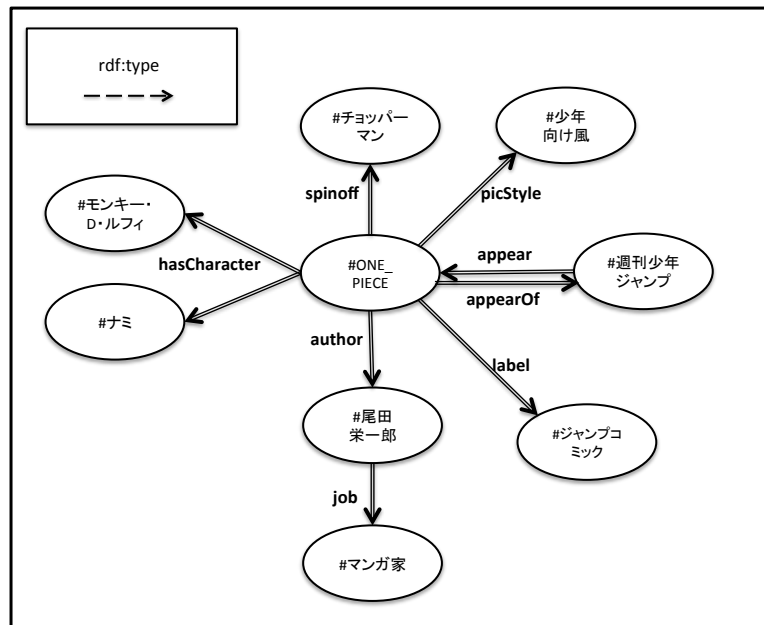 rdf:type
#チョッパー
マン
#少年
向け風
spinoff
picStyle
#モンキー・
D・ルフィ
hasCharacter
#ONE_
PIECE
appear
appearOf
#週刊少年
ジャンプ
#ナミ
author
label
#尾田
栄一郎
#ジャンプコ
ミック
job
#マンガ家